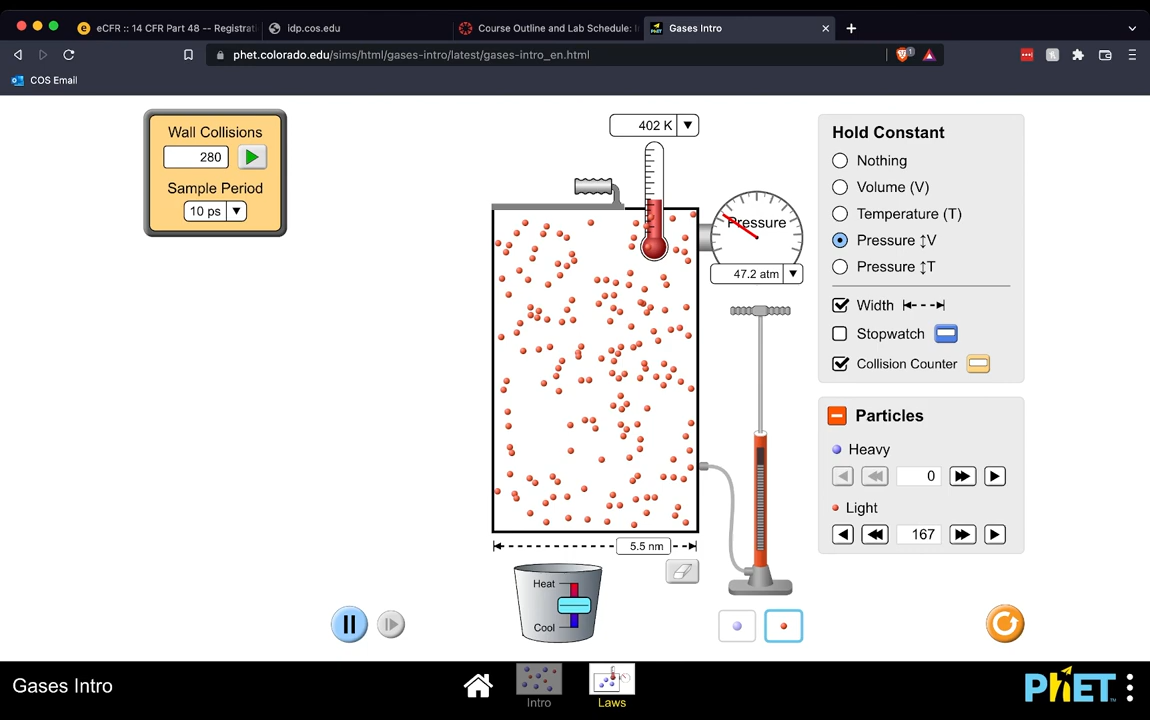 eCFR :: 14 CFR Part 48 -- Registrati
idp.cos.edu
Course Outline and Lab Schedule: I
Gases Intro
phet.colorado.edu/sims/html/gases-intro/latest/gases-intro_en.html
1
COS Email
Wall Collisions
280
Sample Period
10 ps
402 K
Pressure
47.2 atm
Hold Constant
Nothing
Volume (V)
Temperature (T)
Pressure ↕V
Pressure ↕T
Width
Stopwatch
Collision Counter
Particles
Heavy
0
Light
167
5.5 nm
Heat
Cool
Gases Intro
Intro
Laws
PhET